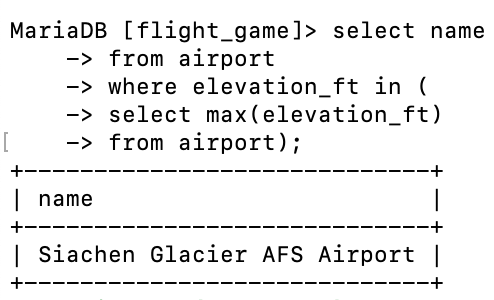 MariaDB [flight_game]> select name
    -> from airport
    -> where elevation_ft in (
    -> select max(elevation_ft)
[   -> from airport);
+-----------------------------+
| name                        |
+-----------------------------+
| Siachen Glacier AFS Airport |
+-----------------------------+